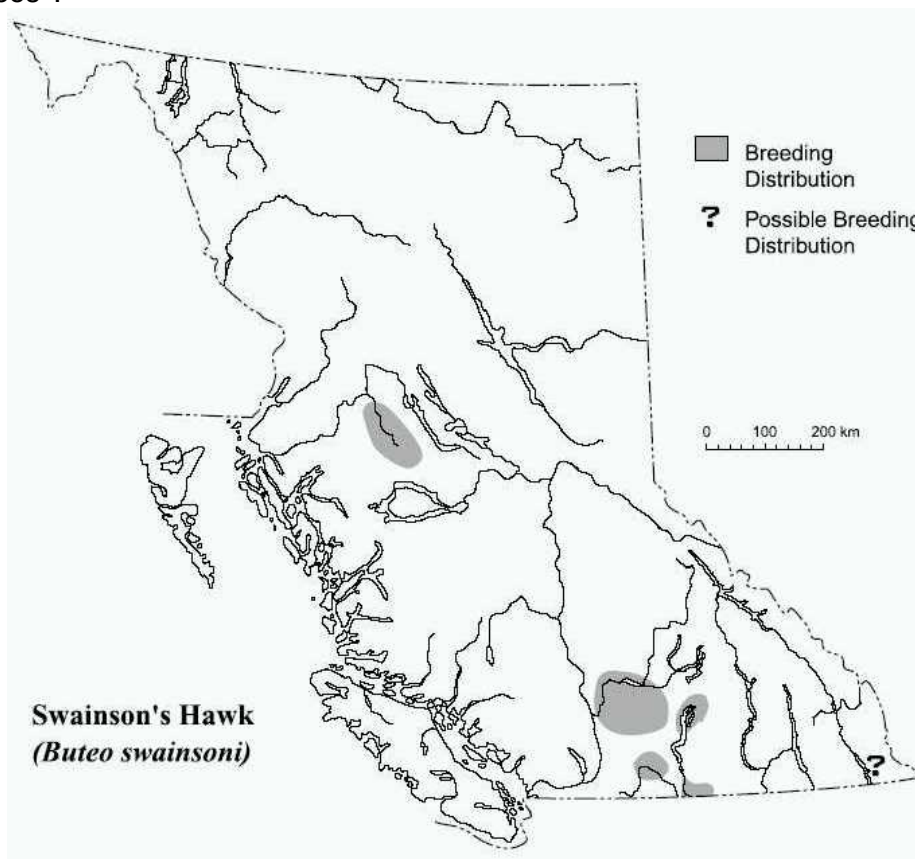 Breeding
Distribution
? Possible Breeding
Distribution
0 100 200 km
Swainson's Hawk
(Buteo swainsoni)
?